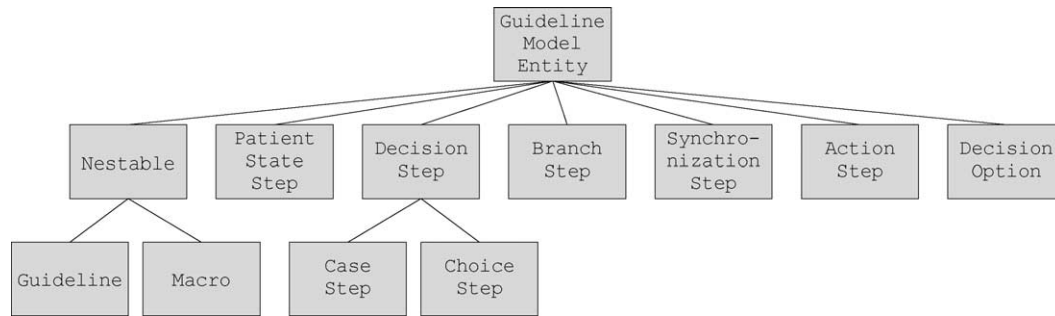 Guideline
Model
Entity
Nestable
Patient
State
Step
Decision
Step
Branch
Step
Synchro-
nization
Step
Action
Step
Decision
Option
Guideline
Macro
Case
Step
Choice
Step